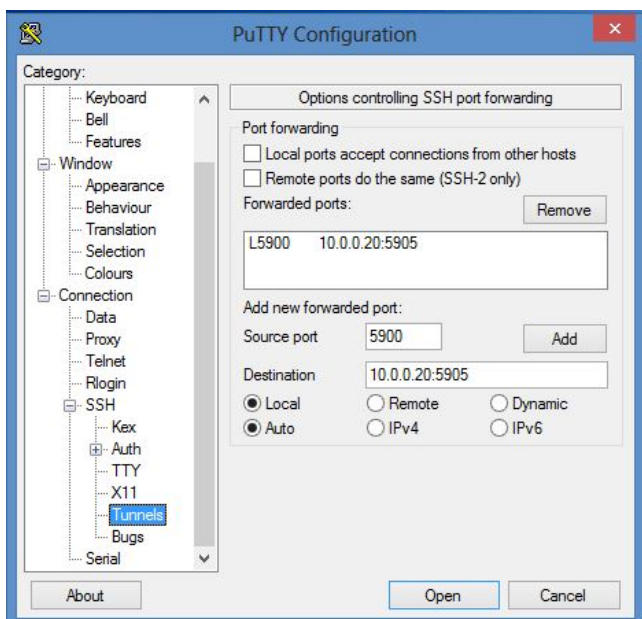 PuTTY Configuration
Category:
Keyboard
Bell
Features
Window
Appearance
Behaviour
Translation
Selection
Colours
Connection
Data
Proxy
Telnet
Rlogin
SSH
Kex
Auth
TTY
X11
Tunnels
Bugs
Serial
Options controlling SSH port forwarding
Port forwarding
Local ports accept connections from other hosts
Remote ports do the same (SSH-2 only)
Forwarded ports:
Remove
L5900 10.0.0.20:5905
Add new forwarded port:
Source port 5900 Add
Destination 10.0.0.20:5905
Local Remote Dynamic
Auto IPv4 IPv6
About Open Cancel